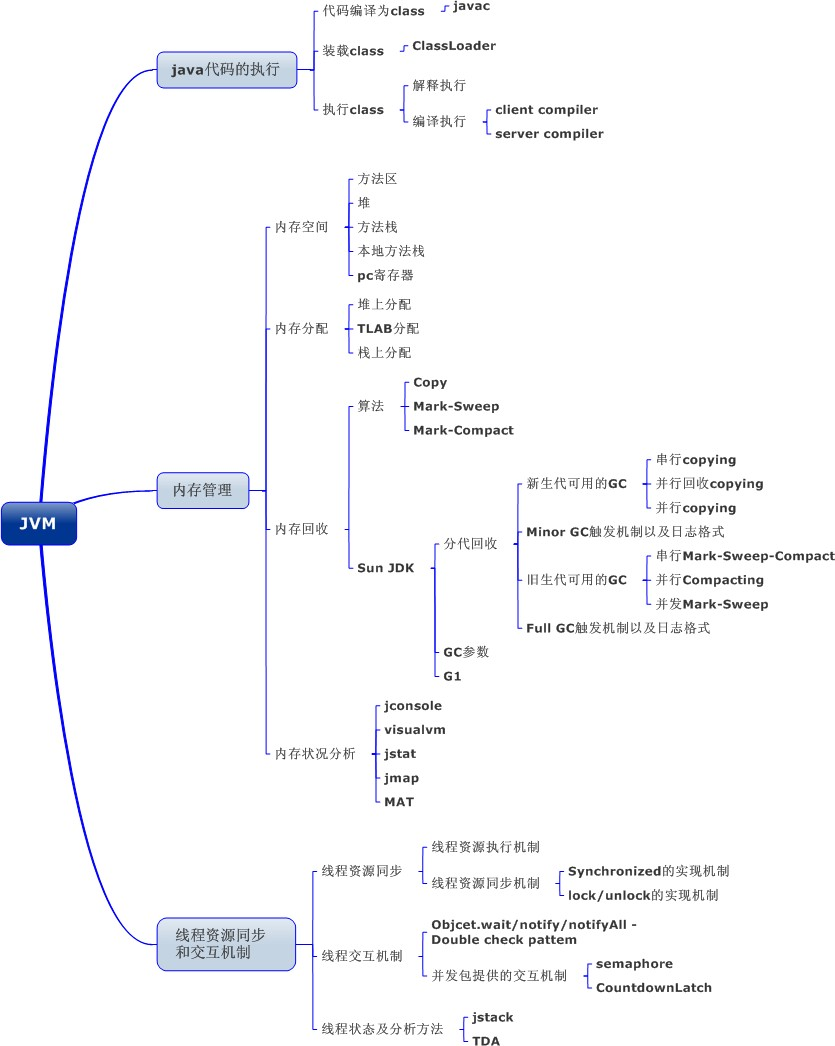 JVM
java代码的执行
代码编译为class
javac
装载class
ClassLoader
执行class
解释执行
编译执行
client compiler
server compiler
内存管理
内存空间
方法区
堆
方法栈
本地方法栈
pc寄存器
内存分配
堆上分配
TLAB分配
栈上分配
内存回收
算法
Copy
Mark-Sweep
Mark-Compact
Sun JDK
分代回收
新生代可用的GC
串行copying
并行回收copying
并行copying
Minor GC触发机制以及日志格式
旧生代可用的GC
串行Mark-Sweep-Compact
并行Compacting
并发Mark-Sweep
Full GC触发机制以及日志格式
GC参数
G1
内存状况分析
jconsole
visualvm
jstat
jmap
MAT
线程资源同步
和交互机制
线程资源同步
线程资源执行机制
线程资源同步机制
Synchronized的实现机制
lock/unlock的实现机制
线程交互机制
Objcet.wait/notify/notifyAll -
Double check pattem
并发包提供的交互机制
semaphore
CountdownLatch
线程状态及分析方法
jstack
TDA